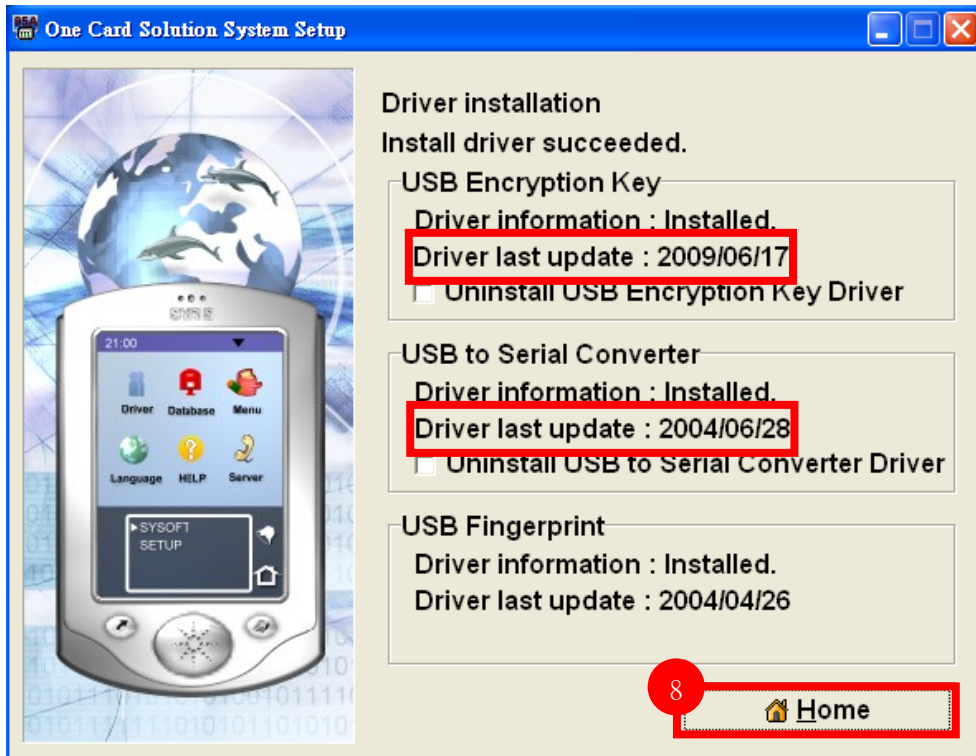 One Card Solution System Setup
Driver installation
Install driver succeeded.
USB Encryption Key
Driver information : Installed.
Driver last update : 2009/06/17
Uninstall USB Encryption Key Driver
USB to Serial Converter
Driver information : Installed.
Driver last update : 2004/06/28
Uninstall USB to Serial Converter Driver
USB Fingerprint
Driver information : Installed.
Driver last update : 2004/04/26
8
Home
SYRIS
21:00
Driver Database Menu
Language HELP Server
SYSOFT
SETUP